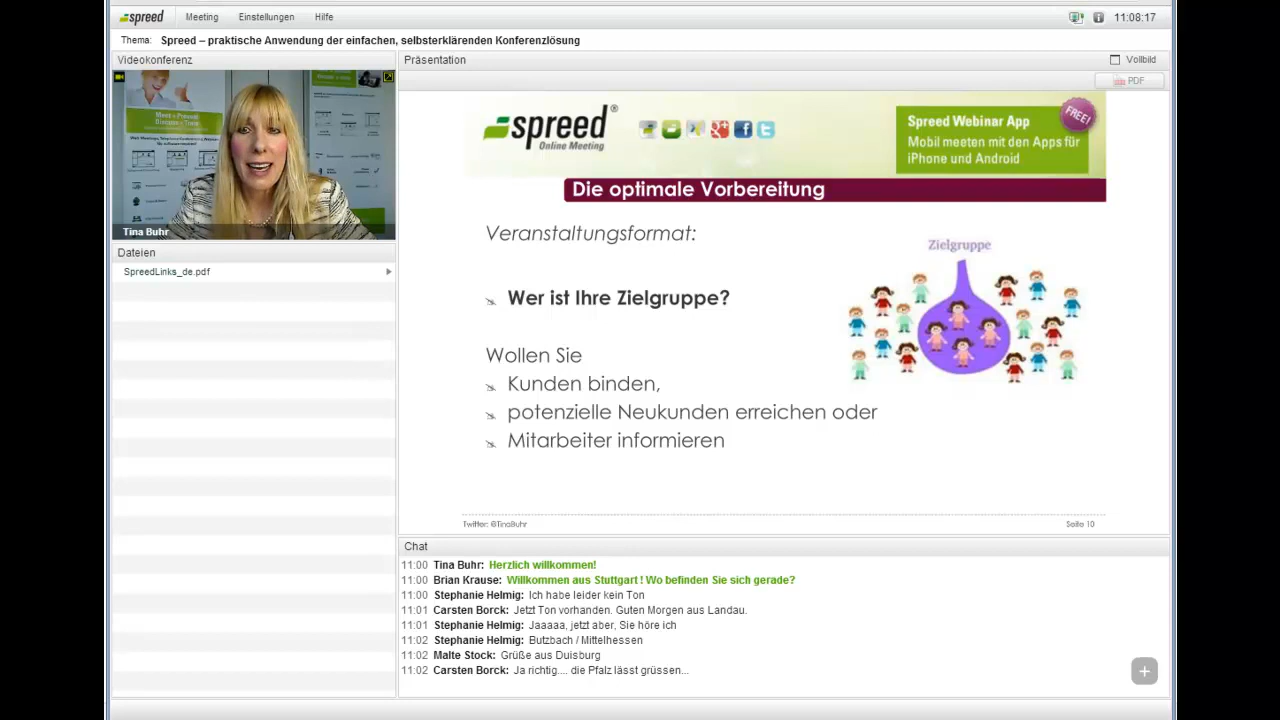 spreed Meeting Einstellungen Hilfe 11:08:17
Thema: Spreed – praktische Anwendung der einfachen, selbsterklärenden Konferenzlösung
Videokonferenz
Tina Buhr
Dateien
SpreedLinks_de.pdf
Präsentation Vollbild
PDF
spreed®
Online Meeting
Spreed Webinar App
FREE!
Mobil meeten mit den Apps für
iPhone und Android
Die optimale Vorbereitung
Veranstaltungsformat:
Zielgruppe
Wer ist Ihre Zielgruppe?
Wollen Sie
Kunden binden,
potenzielle Neukunden erreichen oder
Mitarbeiter informieren
Twitter: @TinaBuhr Seite 10
Chat
11:00 Tina Buhr: Herzlich willkommen!
11:00 Brian Krause: Willkommen aus Stuttgart! Wo befinden Sie sich gerade?
11:00 Stephanie Helmig: Ich habe leider kein Ton
11:01 Carsten Borck: Jetzt Ton vorhanden. Guten Morgen aus Landau.
11:01 Stephanie Helmig: Jaaaaa, jetzt aber, Sie höre ich
11:02 Stephanie Helmig: Butzbach / Mittelhessen
11:02 Malte Stock: Grüße aus Duisburg
11:02 Carsten Borck: Ja richtig.... die Pfalz lässt grüssen...